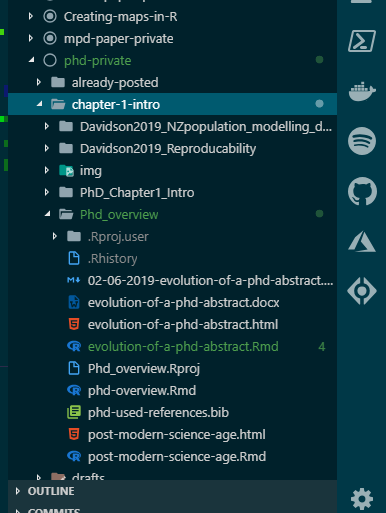 Creating-maps-in-R
mpd-paper-private
phd-private
already-posted
chapter-1-intro
Davidson2019_NZpopulation_modelling_d...
Davidson2019_Reproducability
img
PhD_Chapter1_Intro
Phd_overview
.Rproj.user
.Rhistory
02-06-2019-evolution-of-a-phd-abstract....
evolution-of-a-phd-abstract.docx
evolution-of-a-phd-abstract.html
evolution-of-a-phd-abstract.Rmd 4
Phd_overview.Rproj
phd-overview.Rmd
phd-used-references.bib
post-modern-science-age.html
post-modern-science-age.Rmd
drafts
OUTLINE
COMMITS